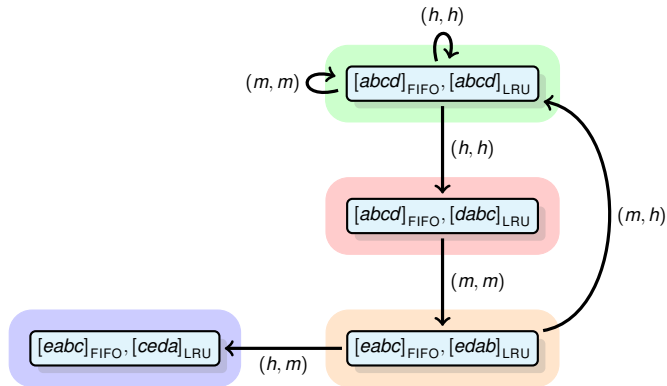 (h, h)
(m, m)
[abcd]FIFO, [abcd]LRU
(h, h)
[abcd]FIFO, [dabc]LRU
(m, h)
(m, m)
[eabc]FIFO, [ceda]LRU
(h, m)
[eabc]FIFO, [edab]LRU